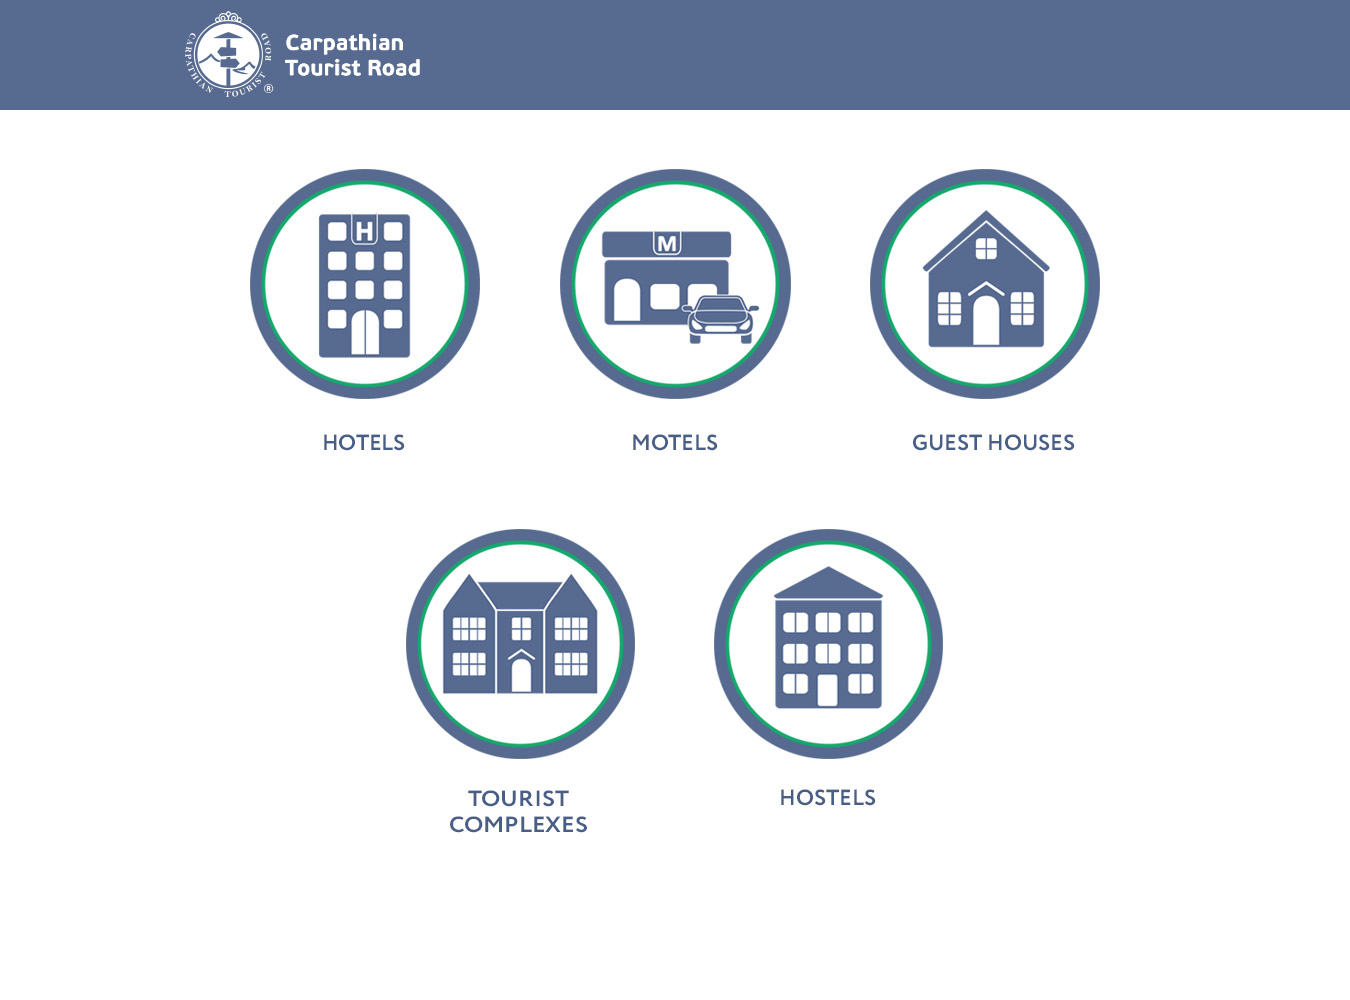 CARPATHIAN TOURIST ROAD ®
Carpathian
Tourist Road
H
M
HOTELS
MOTELS
GUEST HOUSES
TOURIST
COMPLEXES
HOSTELS